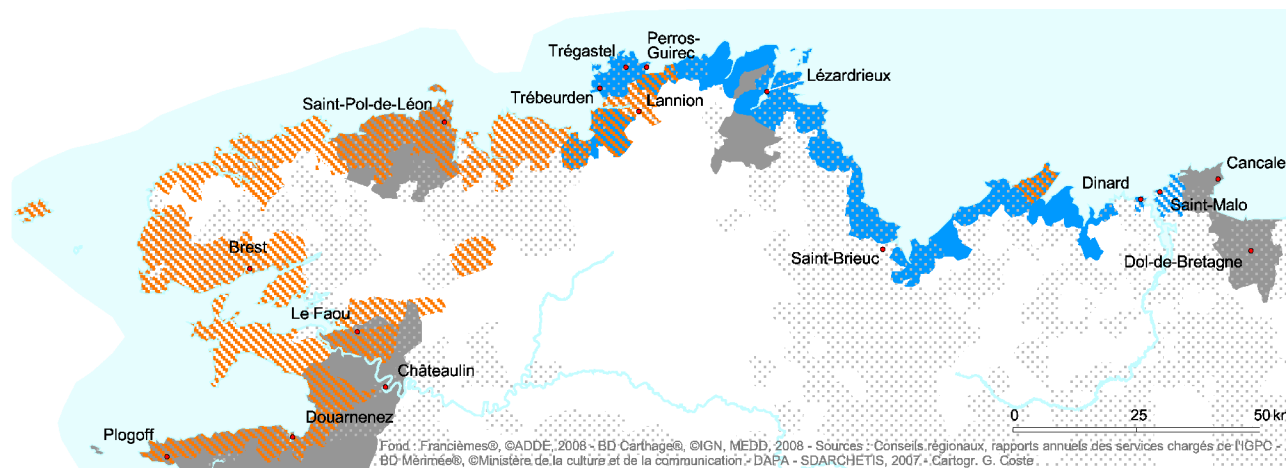 Trégastel
Perros-
Guirec
Lézardrieux
Trébeurden
Lannion
Saint-Pol-de-Léon
Cancale
Dinard
Saint-Malo
Brest
Saint-Brieuc
Dol-de-Bretagne
Le Faou
Châteaulin
Douarnenez
Plogoff
0 25 50 km
Fond : Francièmes®, ©ADDE, 2008 - BD Carthage®, ©IGN, MEDD, 2008 - Sources : Conseils régionaux, rapports annuels des services chargés de l'IGPC -
BD Mérimée®, ©Ministère de la culture et de la communication - DAPA - SDARCHETIS, 2007 - Cartogr. G. Coste